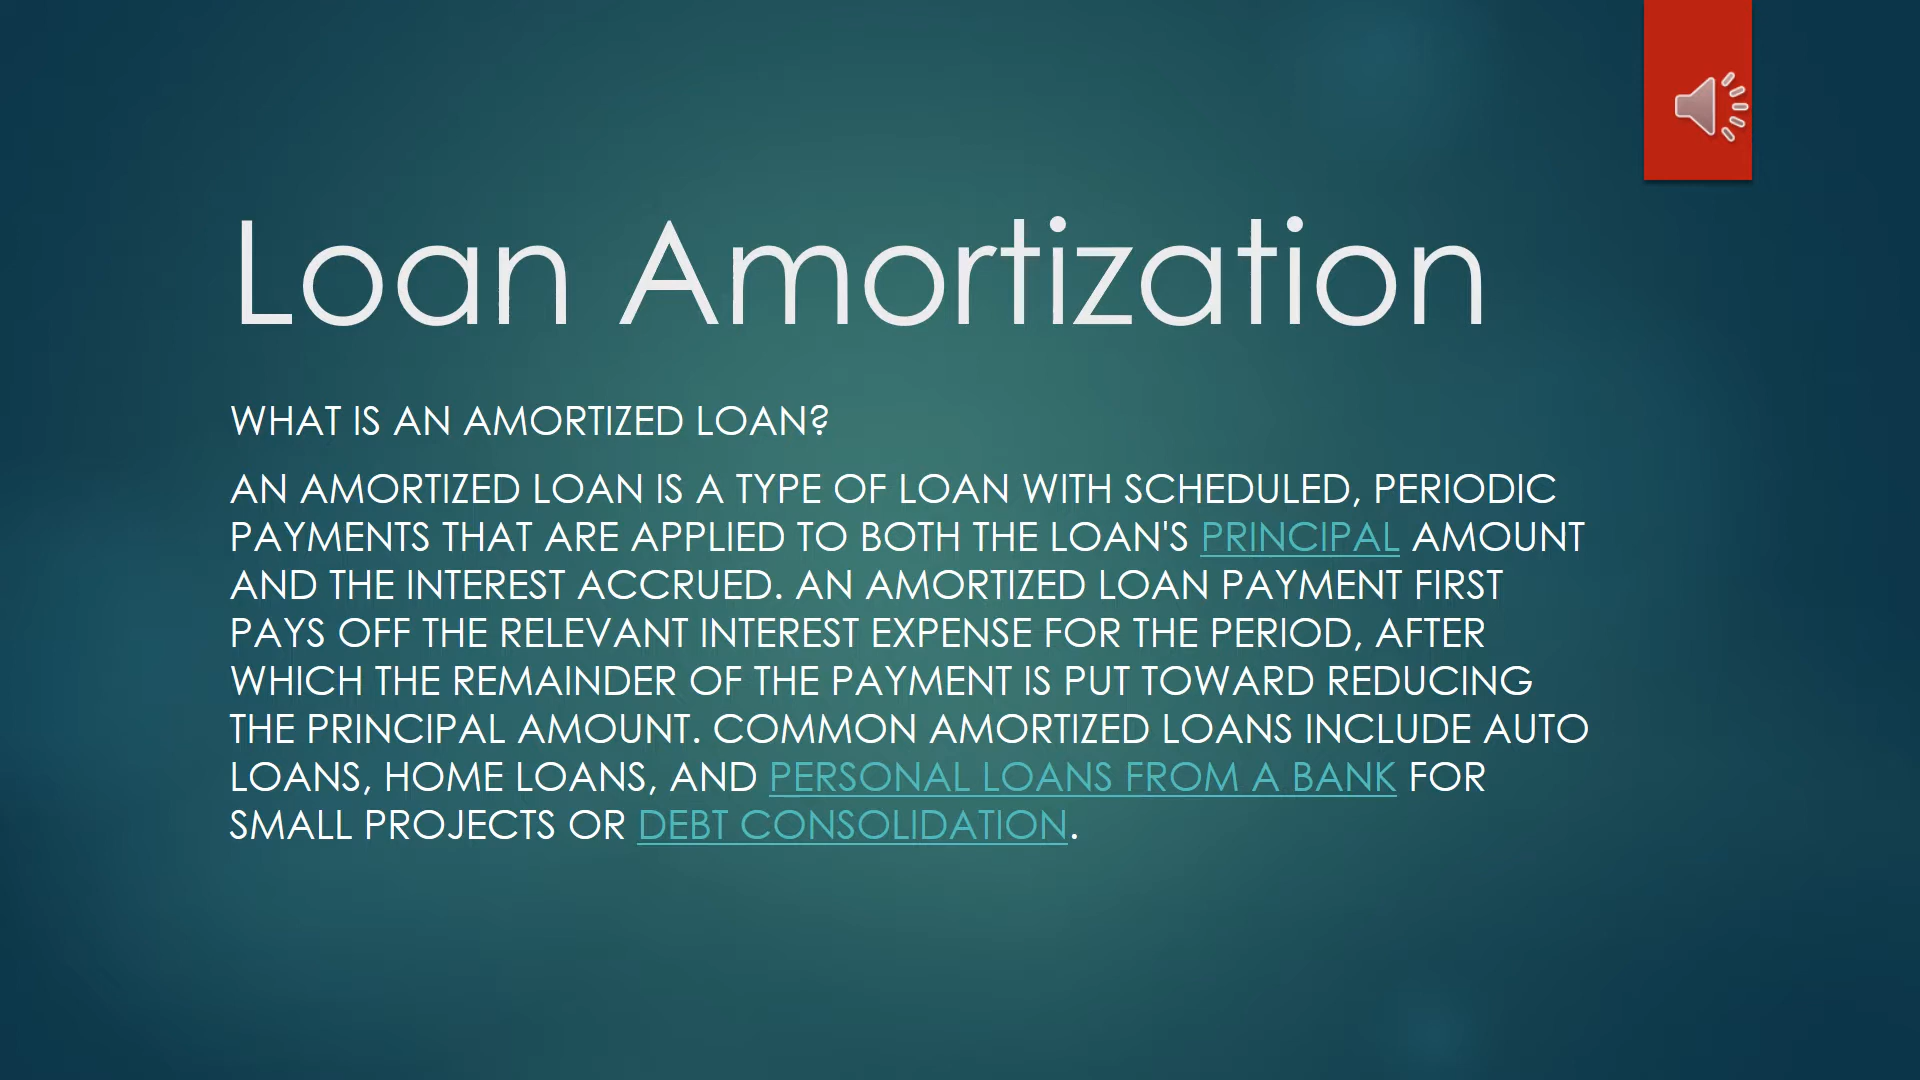 Loan Amortization
WHAT IS AN AMORTIZED LOAN?
AN AMORTIZED LOAN IS A TYPE OF LOAN WITH SCHEDULED, PERIODIC
PAYMENTS THAT ARE APPLIED TO BOTH THE LOAN'S PRINCIPAL AMOUNT
AND THE INTEREST ACCRUED. AN AMORTIZED LOAN PAYMENT FIRST
PAYS OFF THE RELEVANT INTEREST EXPENSE FOR THE PERIOD, AFTER
WHICH THE REMAINDER OF THE PAYMENT IS PUT TOWARD REDUCING
THE PRINCIPAL AMOUNT. COMMON AMORTIZED LOANS INCLUDE AUTO
LOANS, HOME LOANS, AND PERSONAL LOANS FROM A BANK FOR
SMALL PROJECTS OR DEBT CONSOLIDATION.